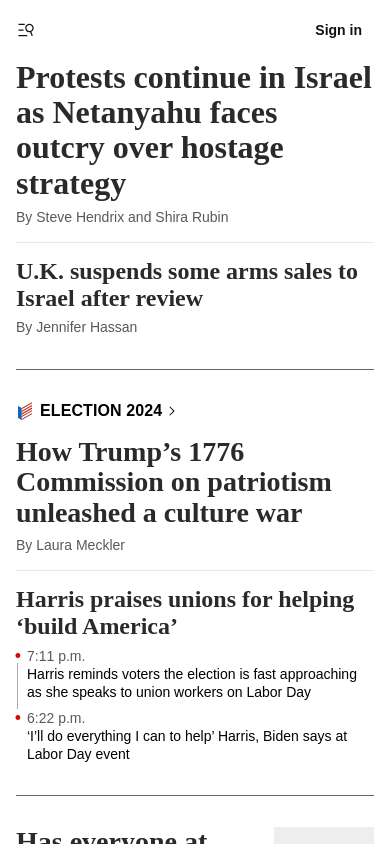 Sign in
Protests continue in Israel
as Netanyahu faces
outcry over hostage
strategy
By Steve Hendrix and Shira Rubin
U.K. suspends some arms sales to
Israel after review
By Jennifer Hassan
ELECTION 2024
How Trump’s 1776
Commission on patriotism
unleashed a culture war
By Laura Meckler
Harris praises unions for helping
‘build America’
7:11 p.m.
Harris reminds voters the election is fast approaching
as she speaks to union workers on Labor Day
6:22 p.m.
‘I’ll do everything I can to help’ Harris, Biden says at
Labor Day event
Has everyone at